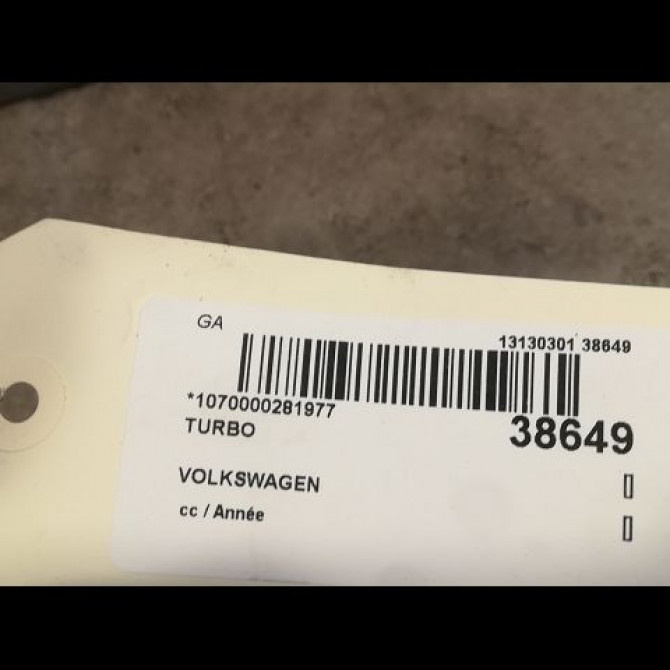 GA
13130301 38649
*1070000281977
38649
TURBO
VOLKSWAGEN
cc / Année